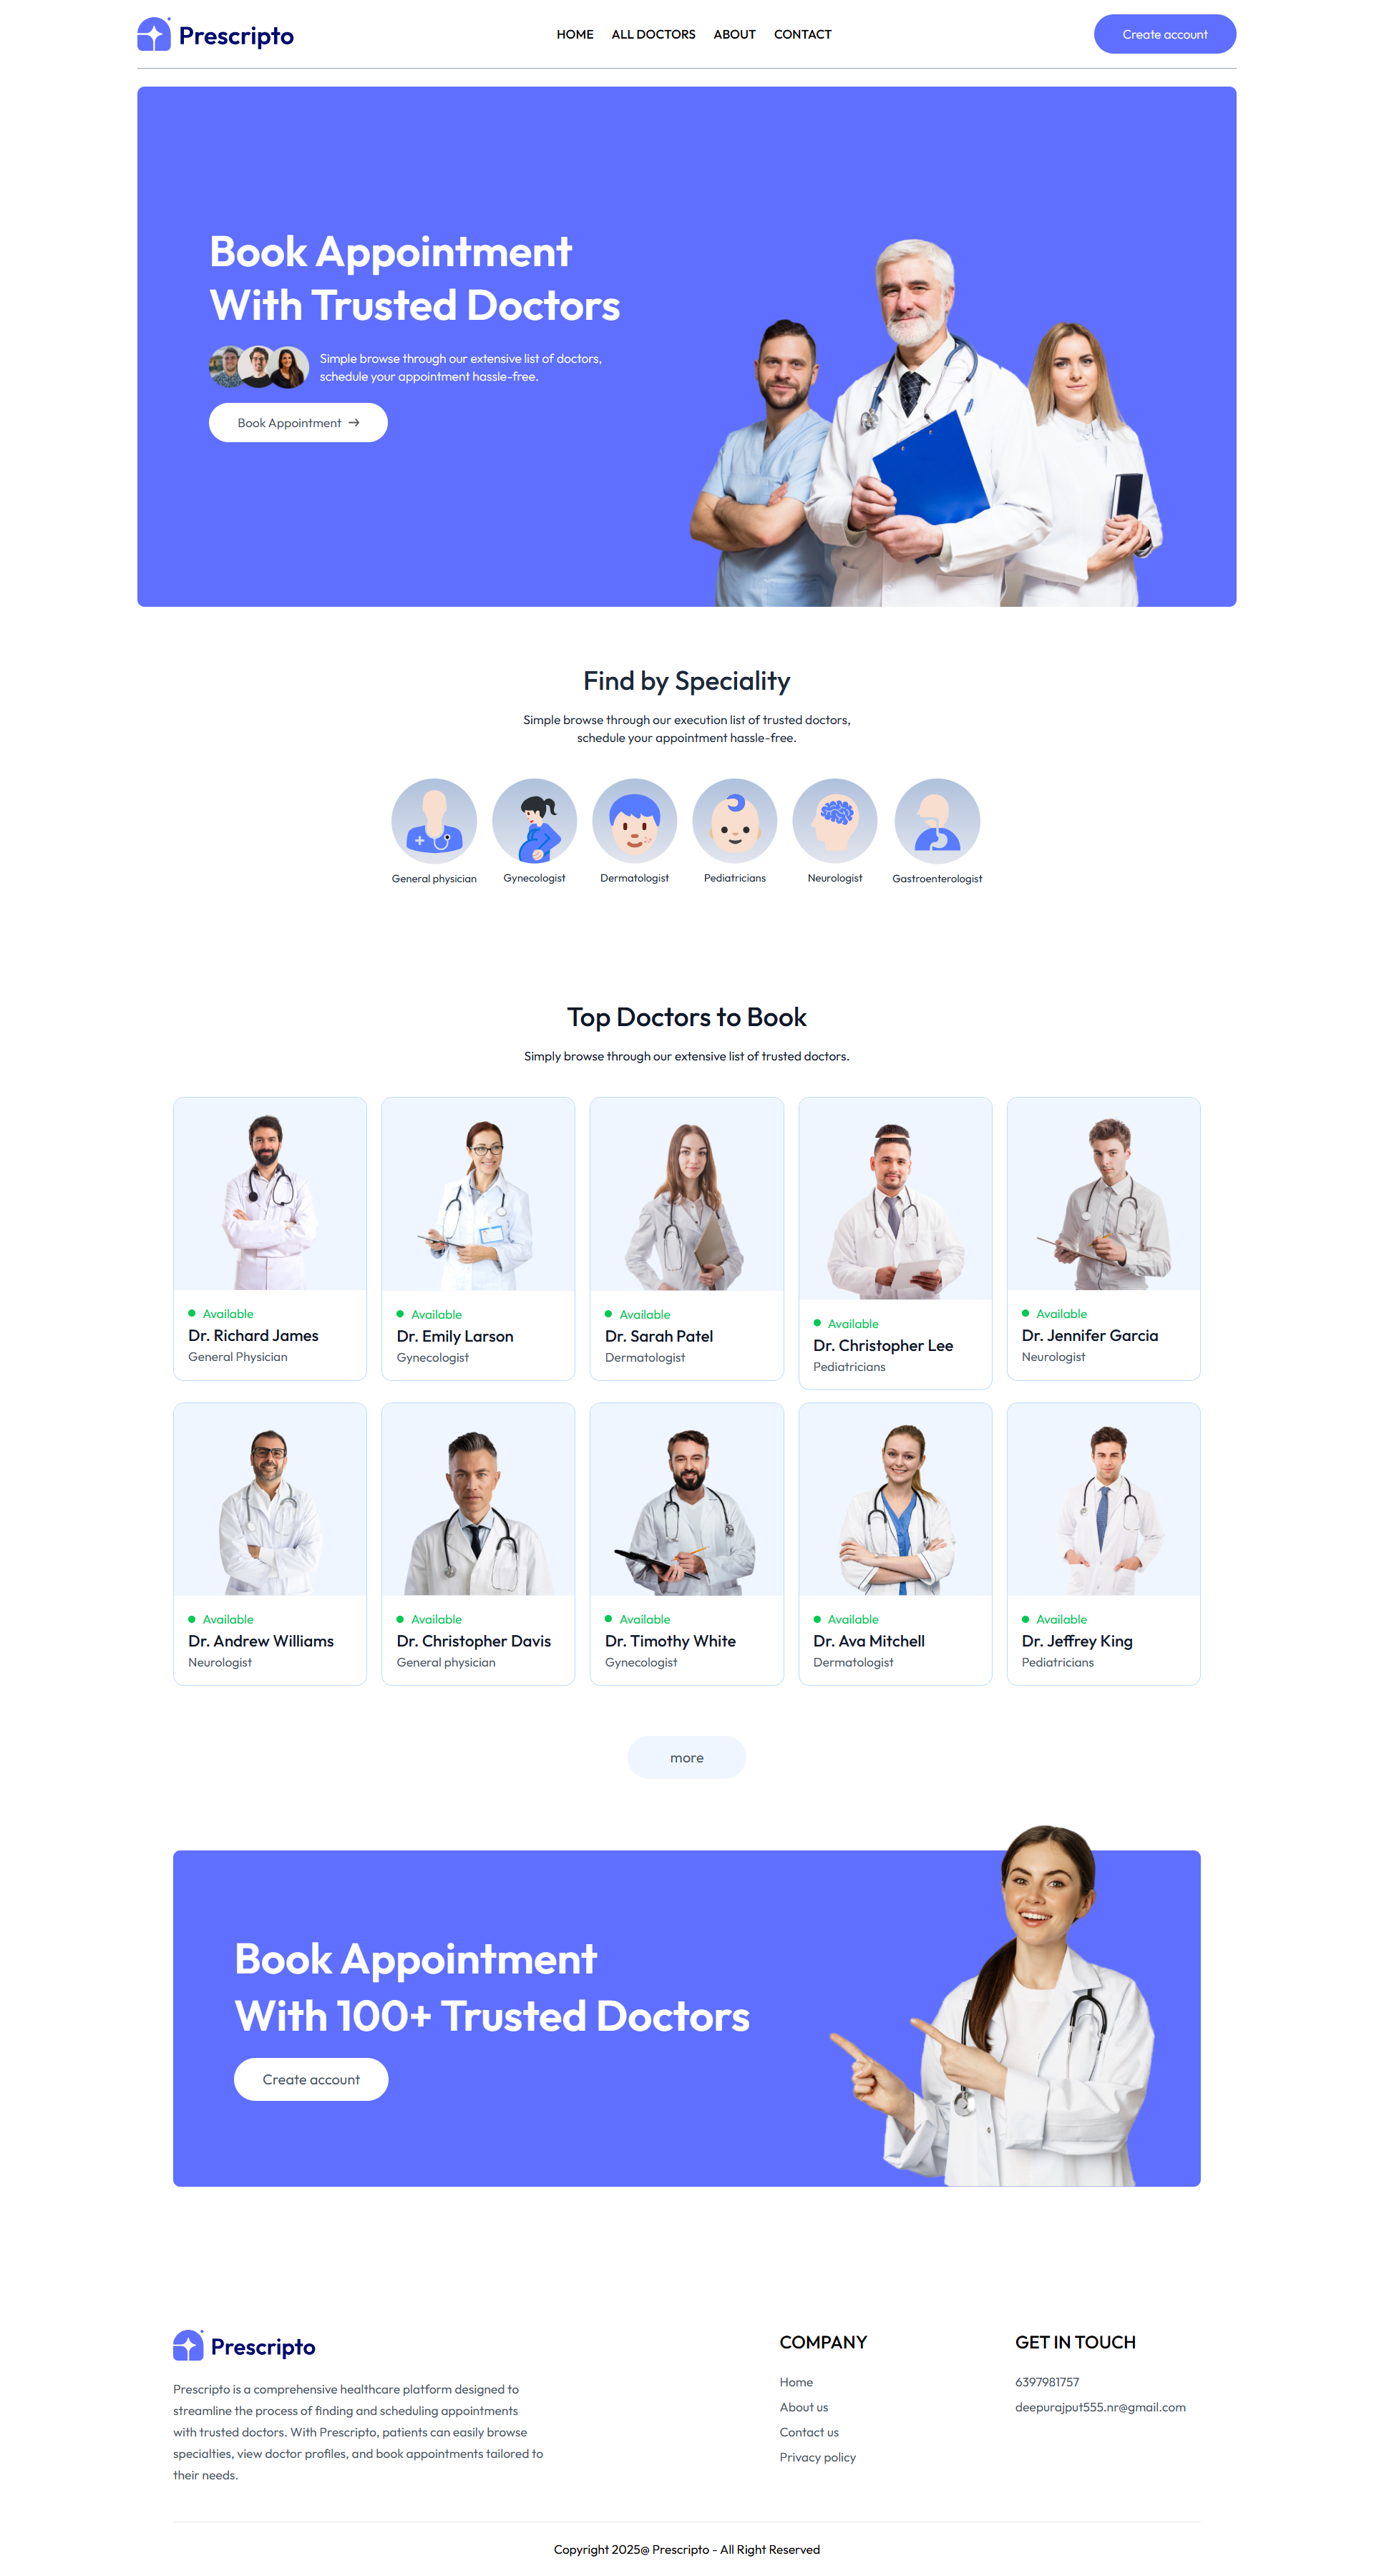 Prescripto
HOME ALL DOCTORS ABOUT CONTACT
Create account
Book Appointment
With Trusted Doctors
Simple browse through our extensive list of doctors,
schedule your appointment hassle-free.
Book Appointment →
Find by Speciality
Simple browse through our execution list of trusted doctors,
schedule your appointment hassle-free.
General physician Gynecologist Dermatologist Pediatricians Neurologist Gastroenterologist
Top Doctors to Book
Simply browse through our extensive list of trusted doctors.
Available
Dr. Richard James
General Physician
Available
Dr. Emily Larson
Gynecologist
Available
Dr. Sarah Patel
Dermatologist
Available
Dr. Christopher Lee
Pediatricians
Available
Dr. Jennifer Garcia
Neurologist
Available
Dr. Andrew Williams
Neurologist
Available
Dr. Christopher Davis
General physician
Available
Dr. Timothy White
Gynecologist
Available
Dr. Ava Mitchell
Dermatologist
Available
Dr. Jeffrey King
Pediatricians
more
Book Appointment
With 100+ Trusted Doctors
Create account
Prescripto
Prescripto is a comprehensive healthcare platform designed to
streamline the process of finding and scheduling appointments
with trusted doctors. With Prescripto, patients can easily browse
specialties, view doctor profiles, and book appointments tailored to
their needs.
COMPANY
Home
About us
Contact us
Privacy policy
GET IN TOUCH
6397981757
deepurajput555.nr@gmail.com
Copyright 2025@ Prescripto - All Right Reserved